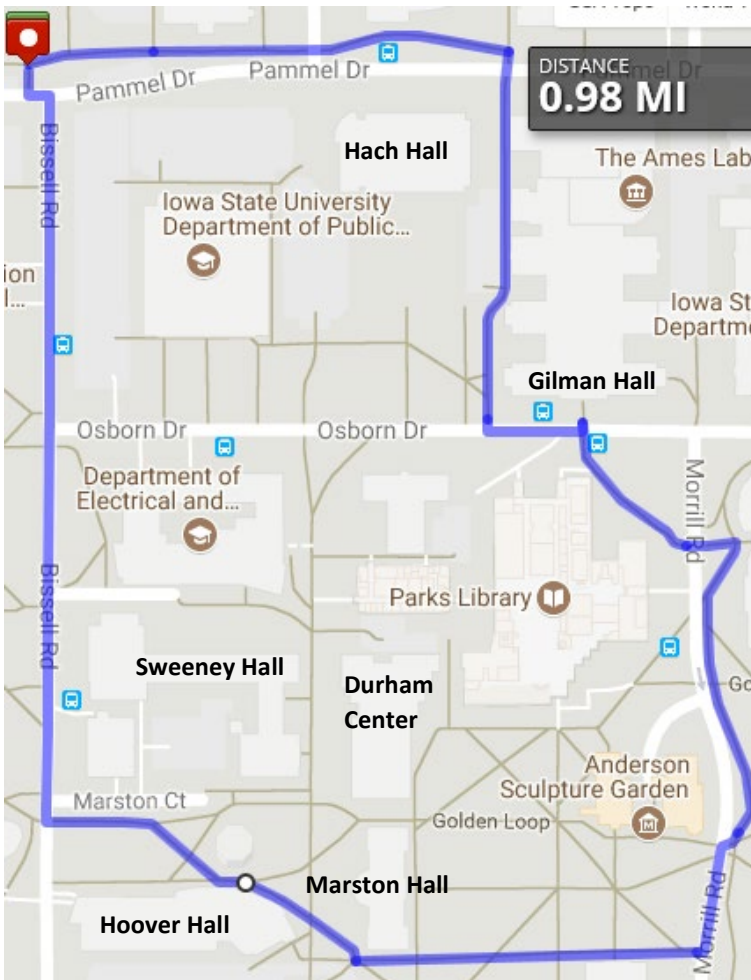 Pammel Dr
Pammel Dr
DISTANCE
0.98 MI
Hach Hall
The Ames Lab
Bissell Rd
Iowa State University
Department of Public...
Iowa St
Departme
Gilman Hall
Osborn Dr
Osborn Dr
Department of
Electrical and...
Morrill Rd
Parks Library
Bissell Rd
Sweeney Hall
Durham
Center
Anderson
Sculpture Garden
Marston Ct
Golden Loop
Marston Hall
Hoover Hall
Morrill Rd